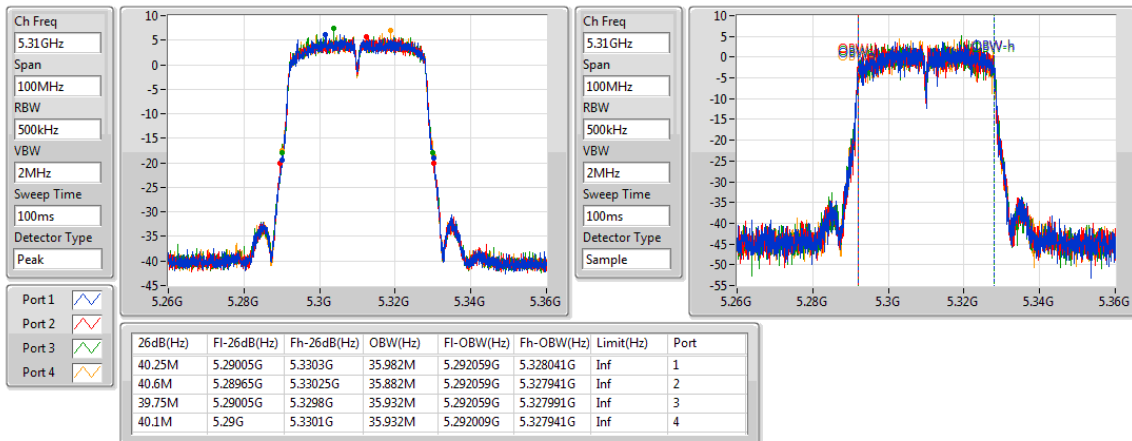 Ch Freq
5.31GHz
Span
100MHz
RBW
500kHz
VBW
2MHz
Sweep Time
100ms
Detector Type
Peak
10
5
0
-5
-10
-15
-20
-25
-30
-35
-40
-45
5.26G 5.28G 5.3G 5.32G 5.34G 5.36G
Ch Freq
5.31GHz
Span
100MHz
RBW
500kHz
VBW
2MHz
Sweep Time
100ms
Detector Type
Sample
10
5
0
-5
-10
-15
-20
-25
-30
-35
-40
-45
-50
-55
OBW-h
5.26G 5.28G 5.3G 5.32G 5.34G 5.36G
Port 1
Port 2
Port 3
Port 4
26dB(Hz) Fl-26dB(Hz) Fh-26dB(Hz) OBW(Hz) Fl-OBW(Hz) Fh-OBW(Hz) Limit(Hz) Port
40.25M 5.29005G 5.3303G 35.982M 5.292059G 5.328041G Inf 1
40.6M 5.28965G 5.33025G 35.882M 5.292059G 5.327941G Inf 2
39.75M 5.29005G 5.3298G 35.932M 5.292059G 5.327991G Inf 3
40.1M 5.29G 5.3301G 35.932M 5.292009G 5.327941G Inf 4